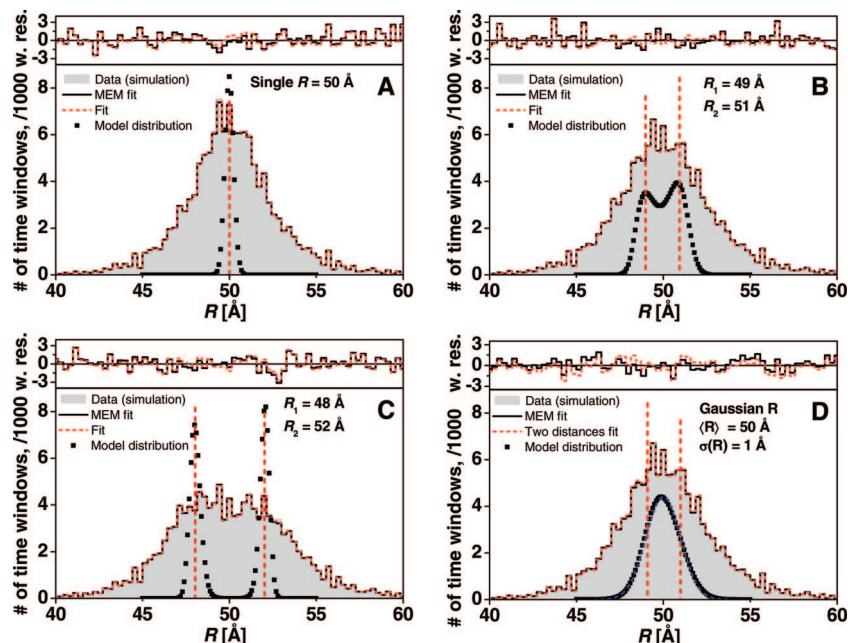 3
0
-3
# of time windows, /1000 w. res.
Data (simulation)
MEM fit
Fit
Model distribution
Single R = 50 Å
A
8
6
4
2
0
40 45 50 55 60
R [Å]
3
0
-3
# of time windows, /1000 w. res.
Data (simulation)
MEM fit
Fit
Model distribution
R1 = 49 Å
R2 = 51 Å
B
8
6
4
2
0
40 45 50 55 60
R [Å]
3
0
-3
# of time windows, /1000 w. res.
Data (simulation)
MEM fit
Fit
Model distribution
R1 = 48 Å
R2 = 52 Å
C
8
6
4
2
0
40 45 50 55 60
R [Å]
3
0
-3
# of time windows, /1000 w. res.
Data (simulation)
MEM fit
Two distances fit
Model distribution
Gaussian R
⟨R⟩ = 50 Å
σ(R) = 1 Å
D
8
6
4
2
0
40 45 50 55 60
R [Å]